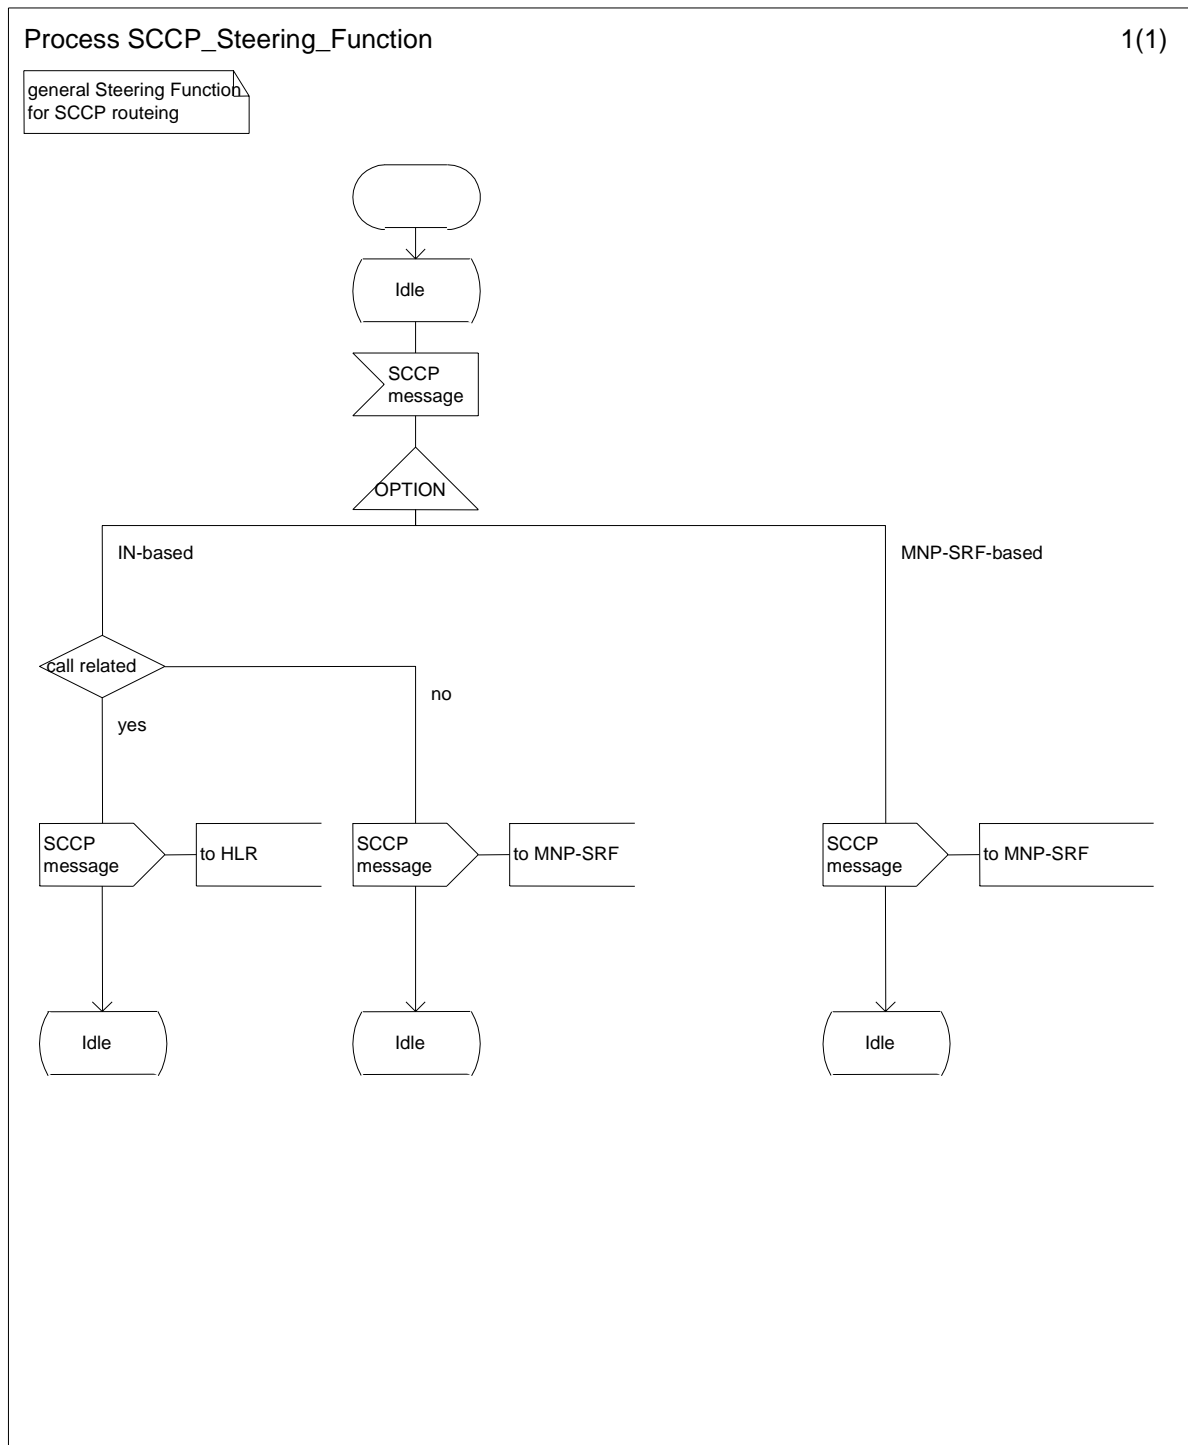 Process SCCP_Steering_Function
1(1)
general Steering Function
for SCCP routeing
Idle
SCCP
message
OPTION
IN-based
MNP-SRF-based
call related
no
yes
SCCP
message
to HLR
SCCP
message
to MNP-SRF
SCCP
message
to MNP-SRF
Idle
Idle
Idle